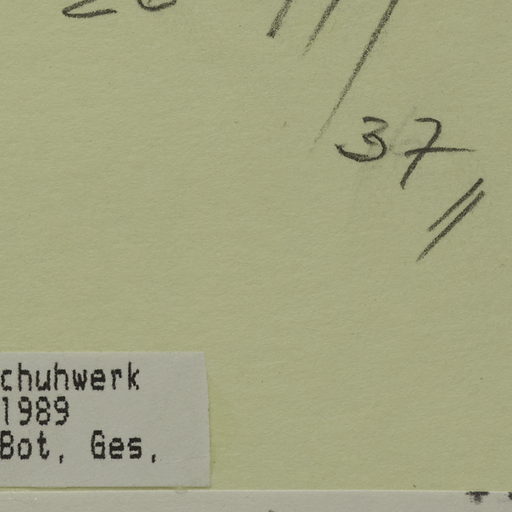 37
chuhwerk
1989
Bot. Ges.